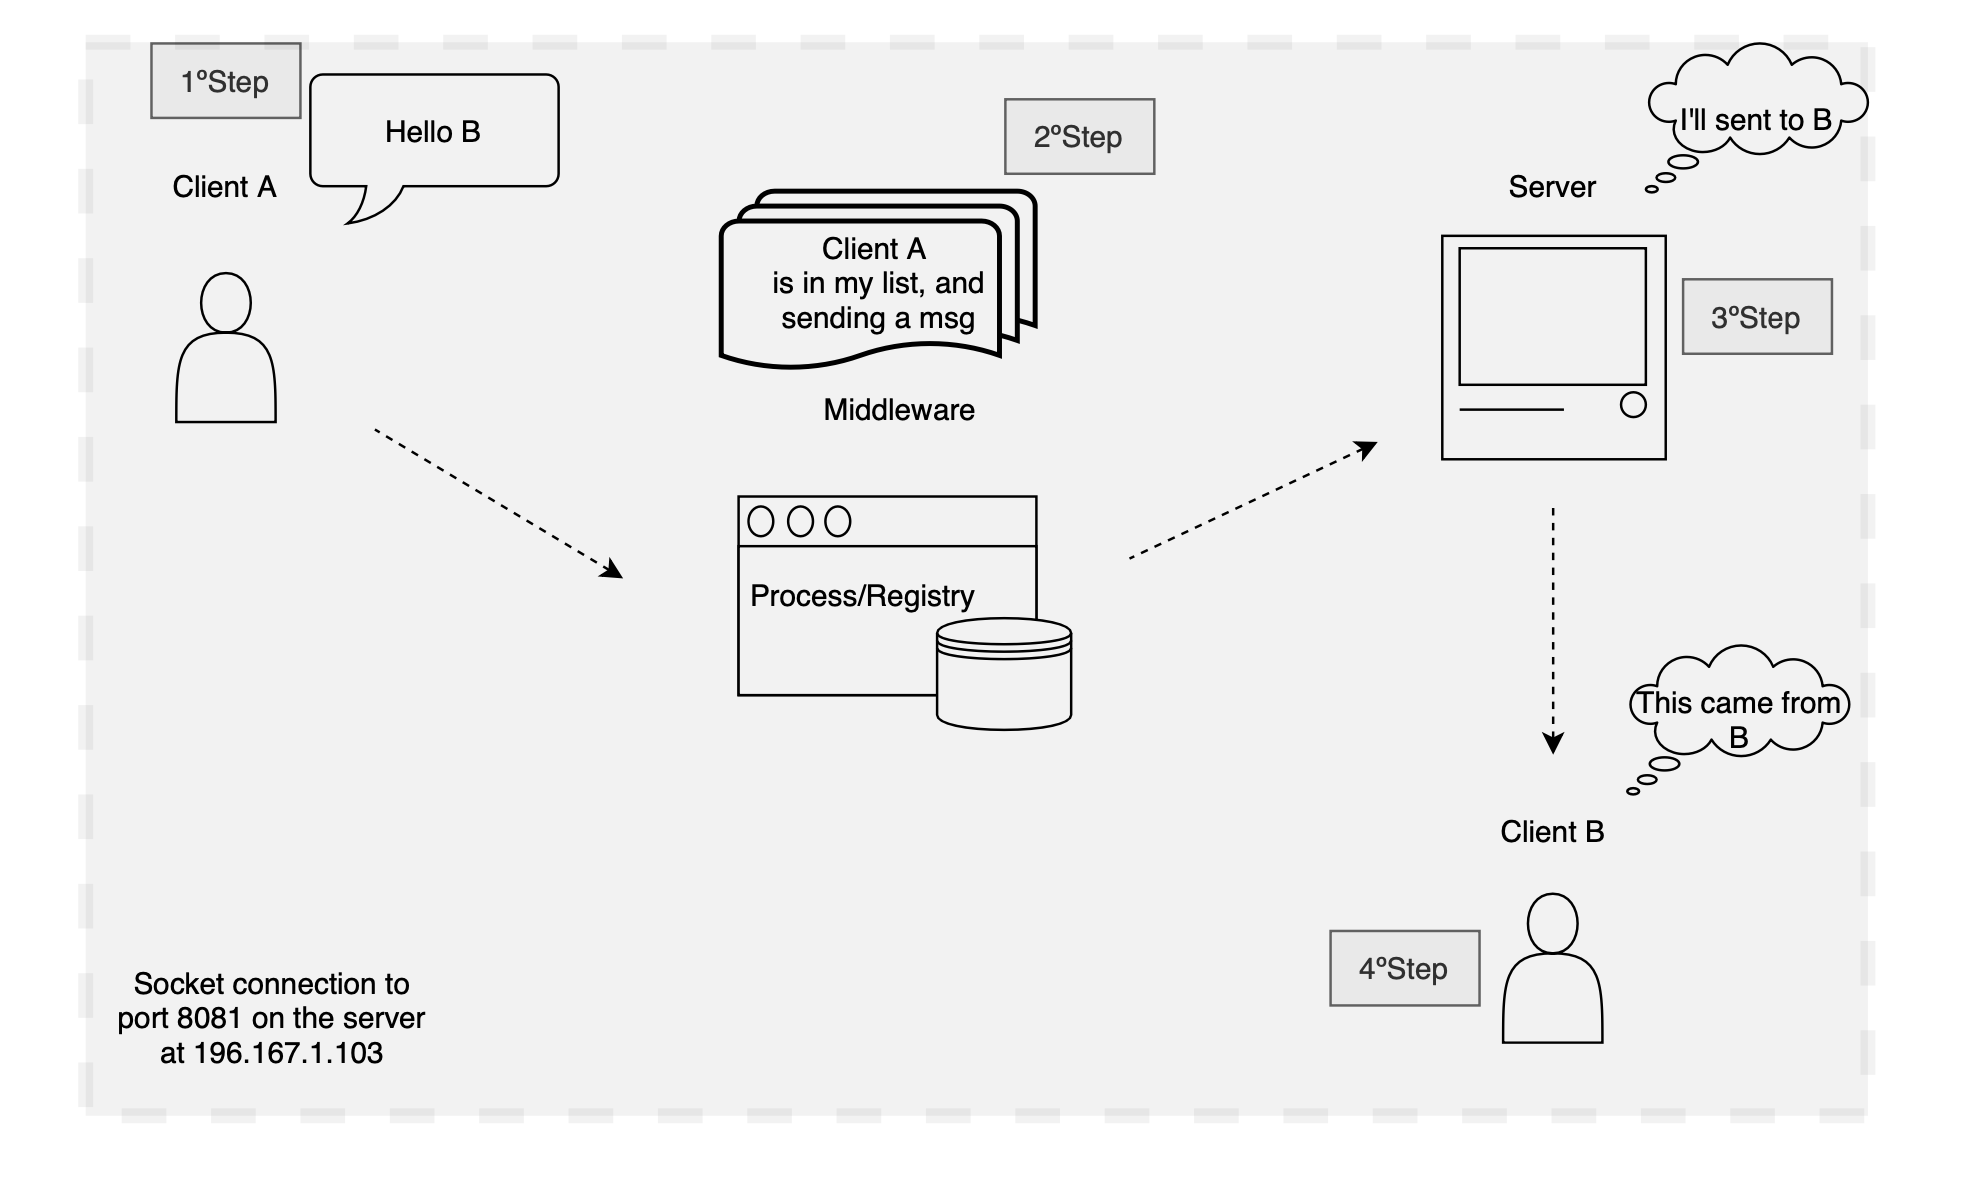 1ºStep
Hello B
Client A
2ºStep
Client A
is in my list, and
sending a msg
Middleware
Process/Registry
I'll sent to B
Server
3ºStep
This came from
B
Client B
4ºStep
Socket connection to
port 8081 on the server
at 196.167.1.103